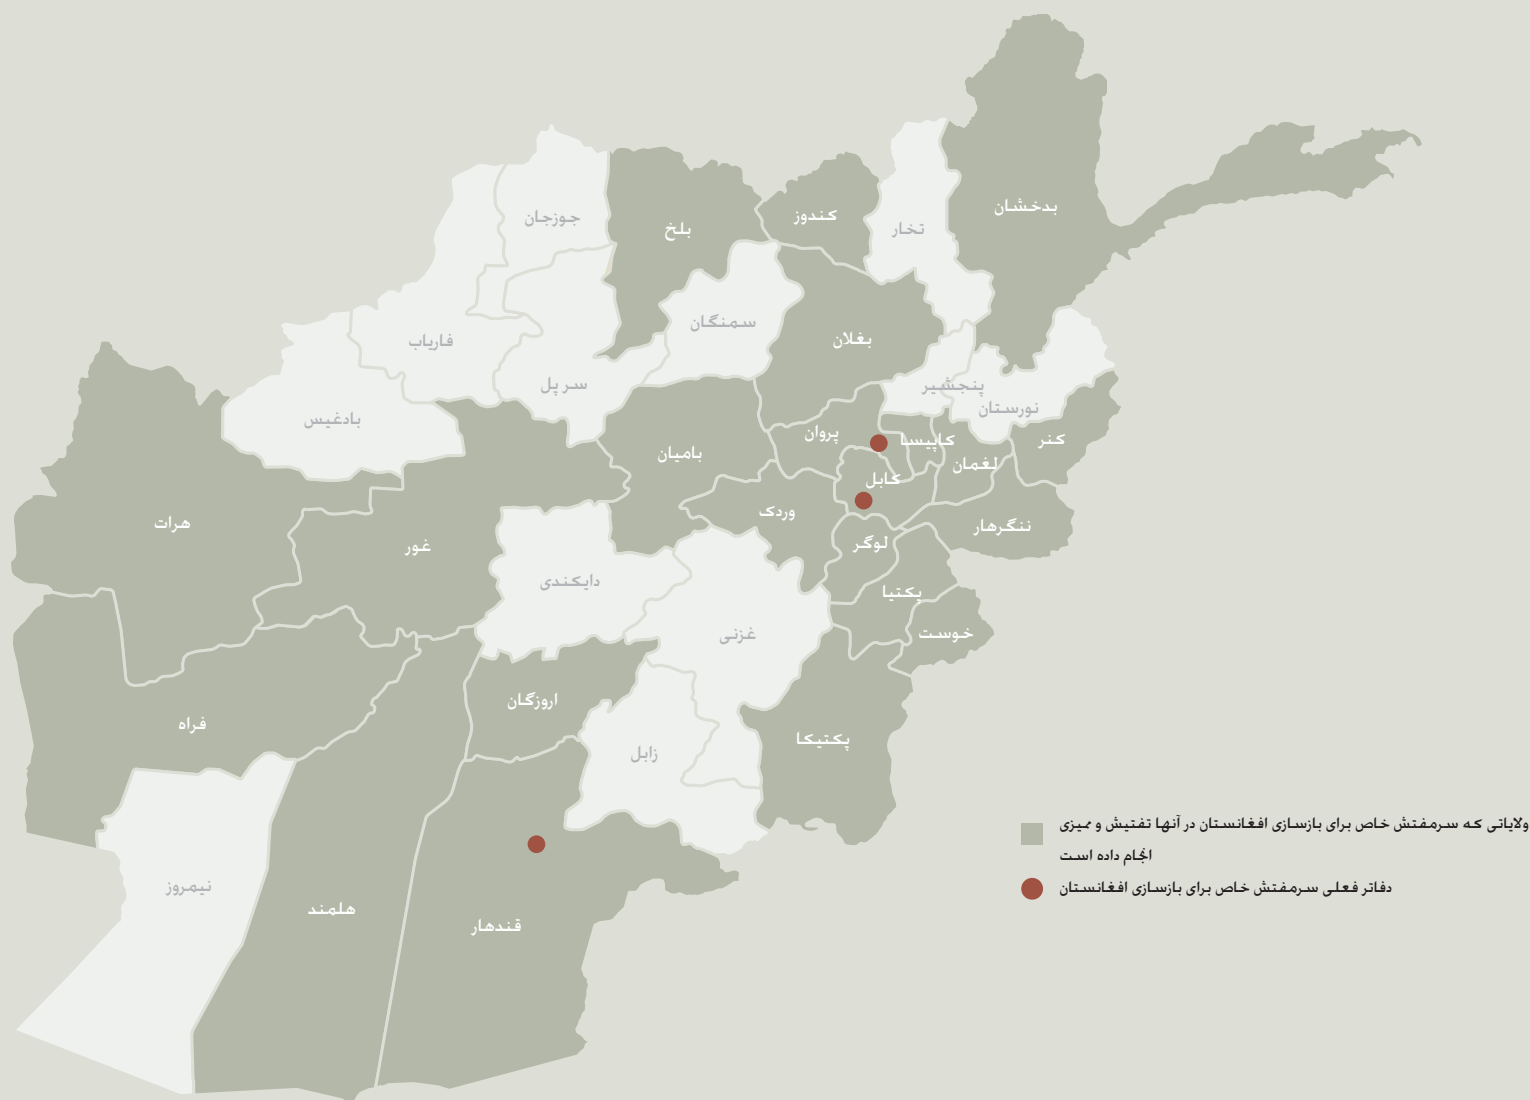 بدخشان
تخار
کندوز
بلخ
جوزجان
سمنگان
بغلان
فاریاب
سر پل
پنجشیر
نورستان
بادغیس
کنر
کاپیسا
پروان
بامیان
لغمان
کابل
وردک
ننگرهار
هرات
غور
لوگر
دایکندی
پکتیا
خوست
غزنی
اروزگان
فراه
پکتیکا
زابل
نیمروز
هلمند
قندهار
ولایاتی که سرمفتش خاص برای بازسازی افغانستان در آنها تفتیش و ممیزی
انجام داده است
دفاتر فعلی سرمفتش خاص برای بازسازی افغانستان